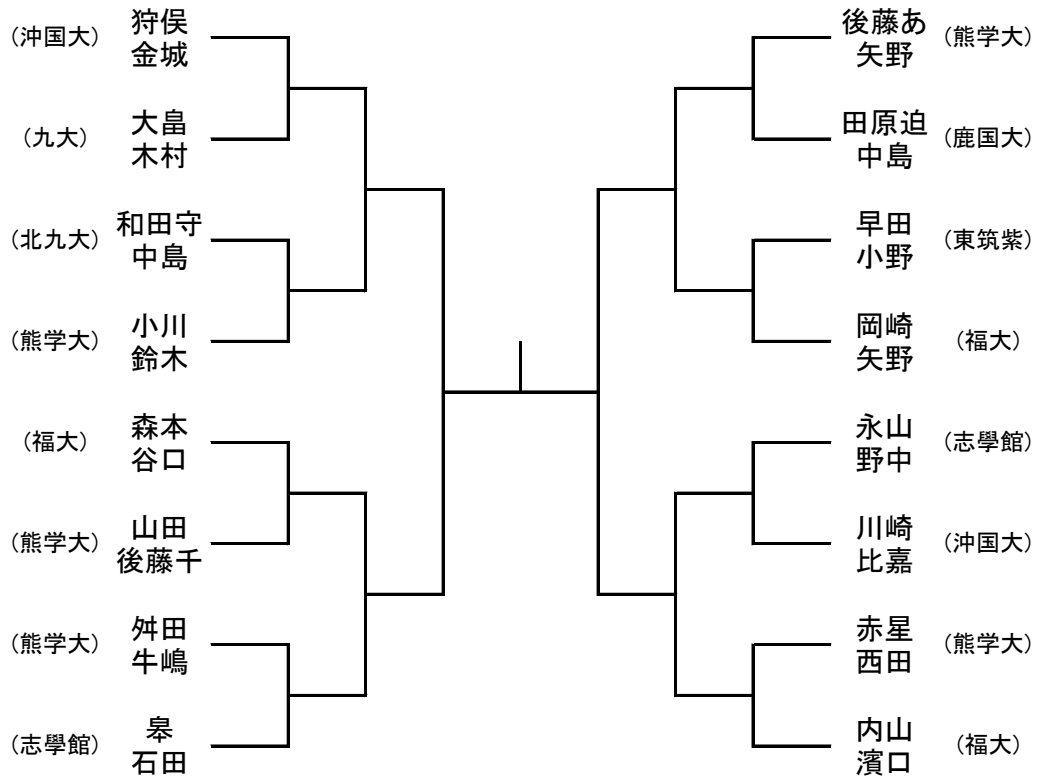 (沖国大)
狩俣
金城
(九大)
大畠
木村
(北九大)
和田守
中島
(熊学大)
小川
鈴木
(福大)
森本
谷口
(熊学大)
山田
後藤千
(熊学大)
舛田
牛嶋
(志學館)
皋
石田
後藤あ
矢野
(熊学大)
田原迫
中島
(鹿国大)
早田
小野
(東筑紫)
岡崎
矢野
(福大)
永山
野中
(志學館)
川崎
比嘉
(沖国大)
赤星
西田
(熊学大)
内山
濱口
(福大)